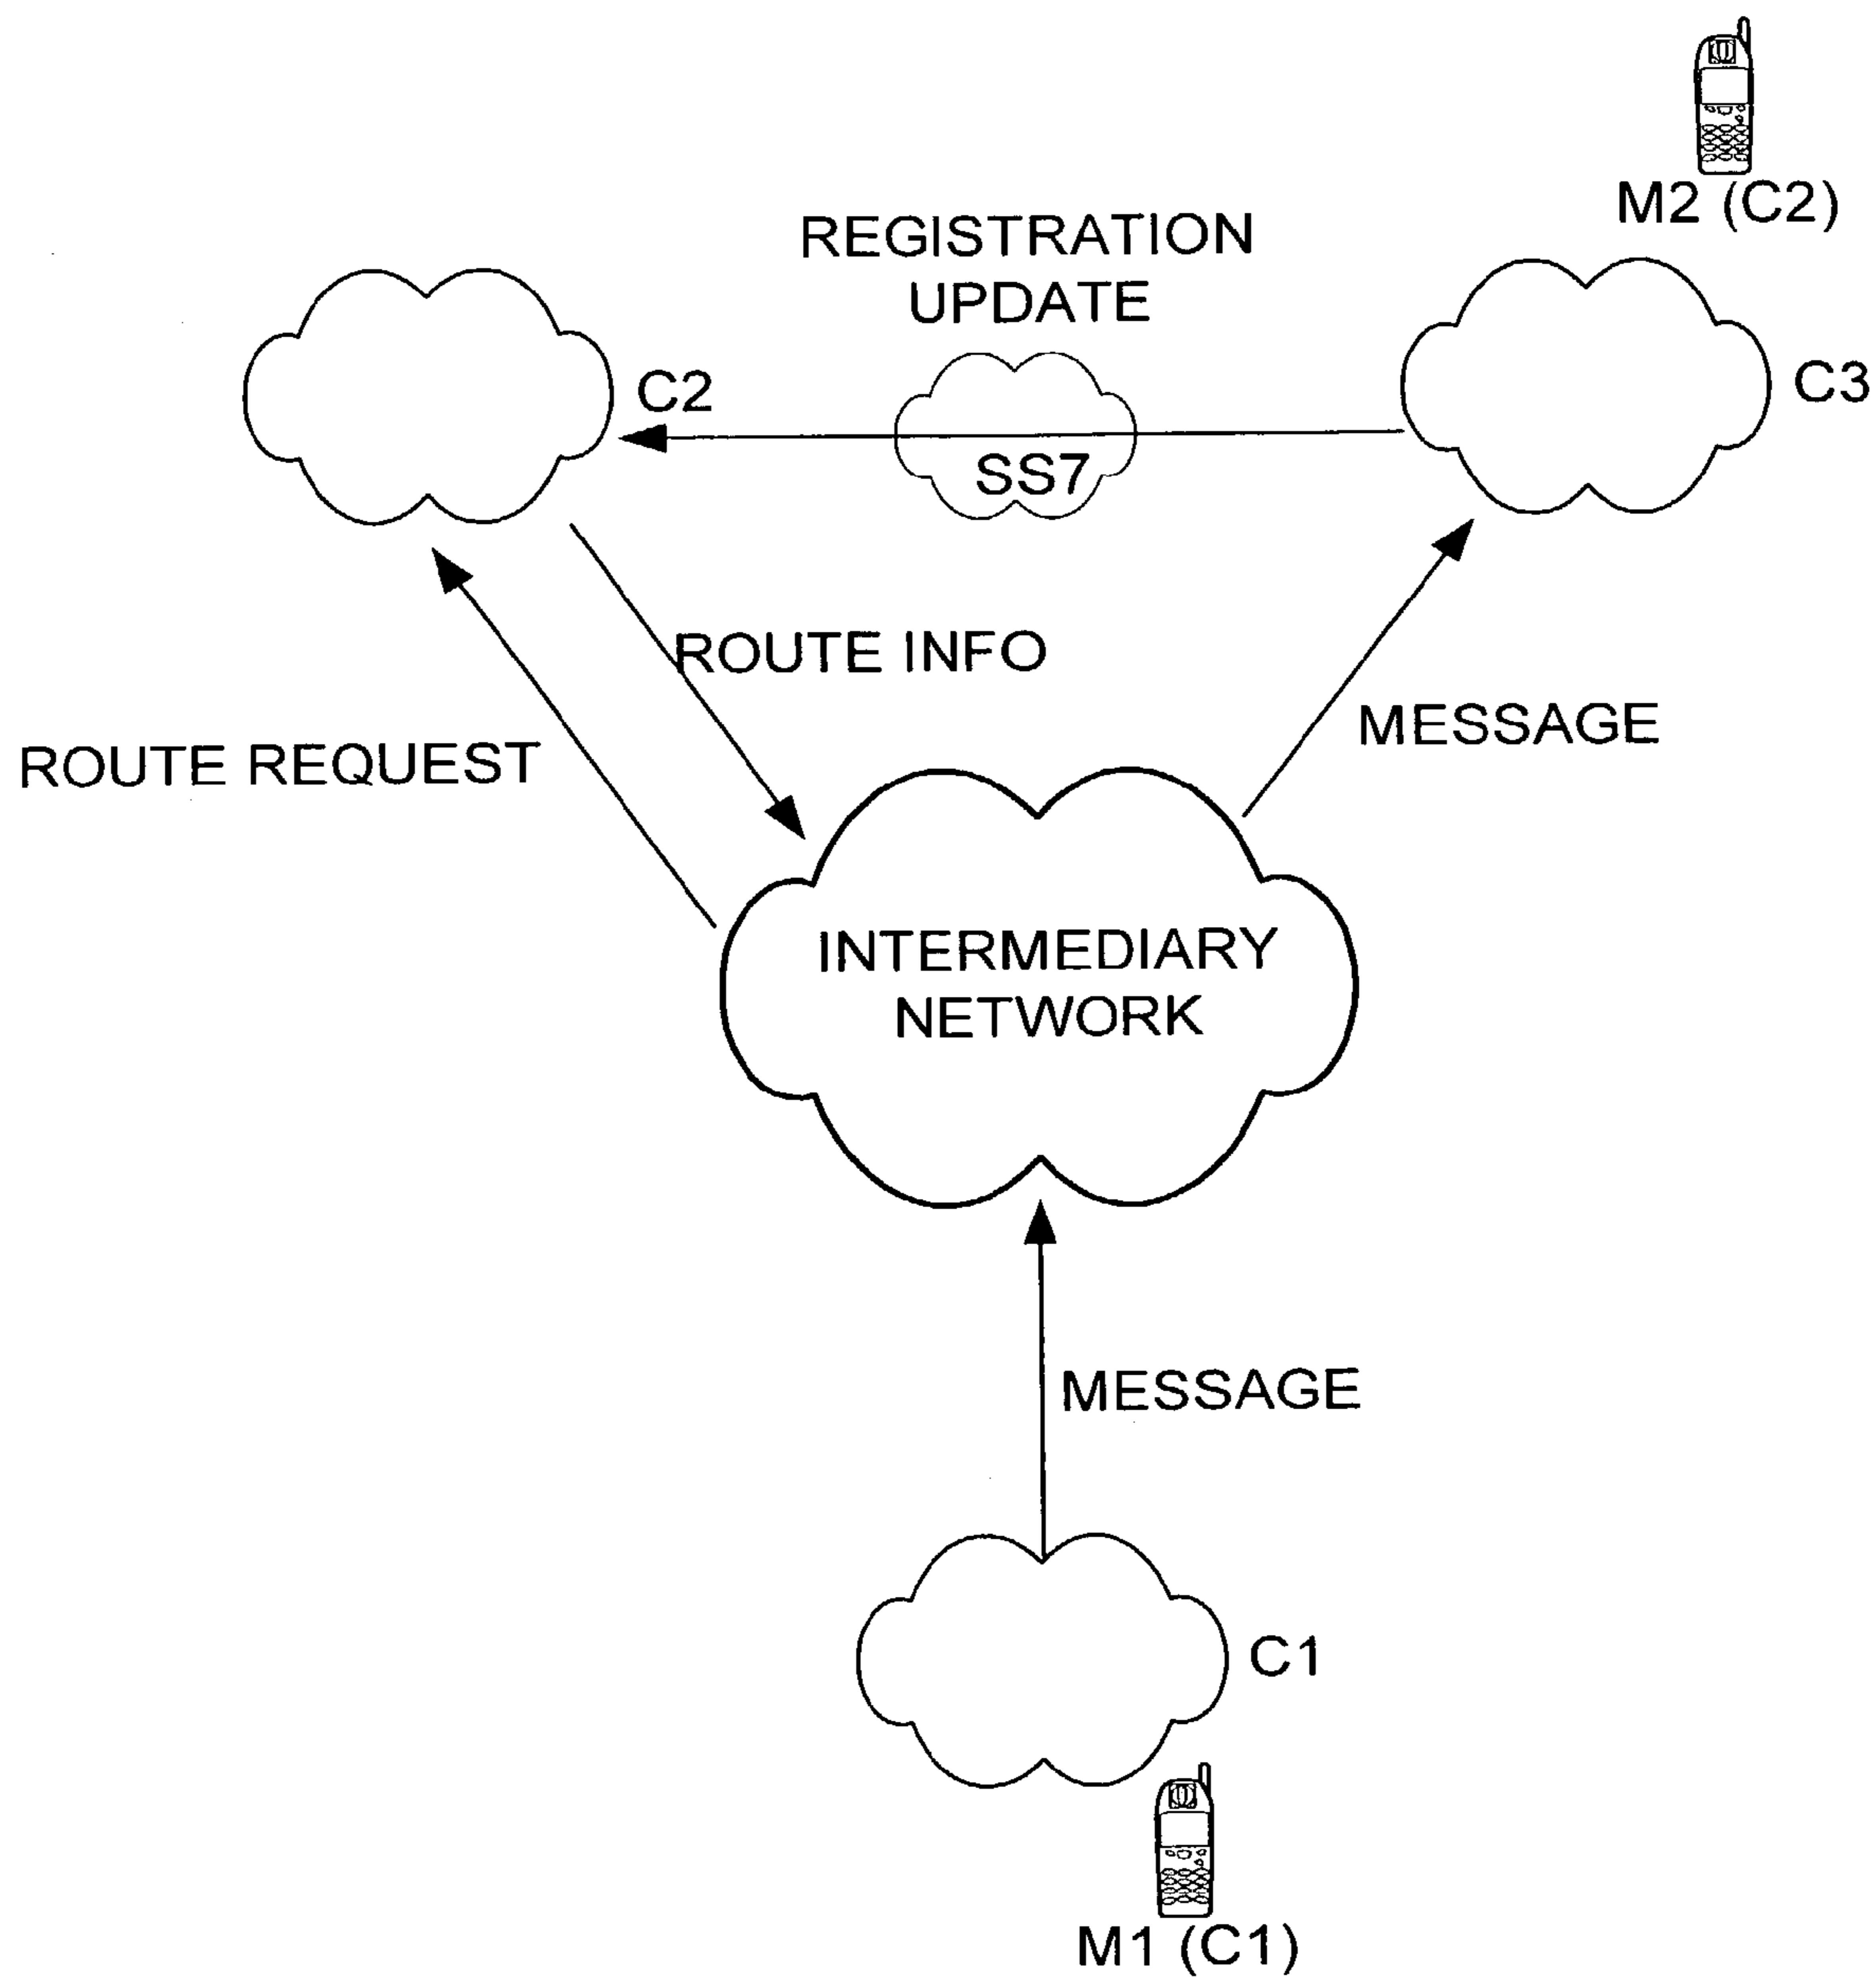 M2 (C2)
REGISTRATION
UPDATE
C2
C3
SS7
ROUTE INFO
MESSAGE
ROUTE REQUEST
INTERMEDIARY
NETWORK
MESSAGE
C1
M1 (C1)